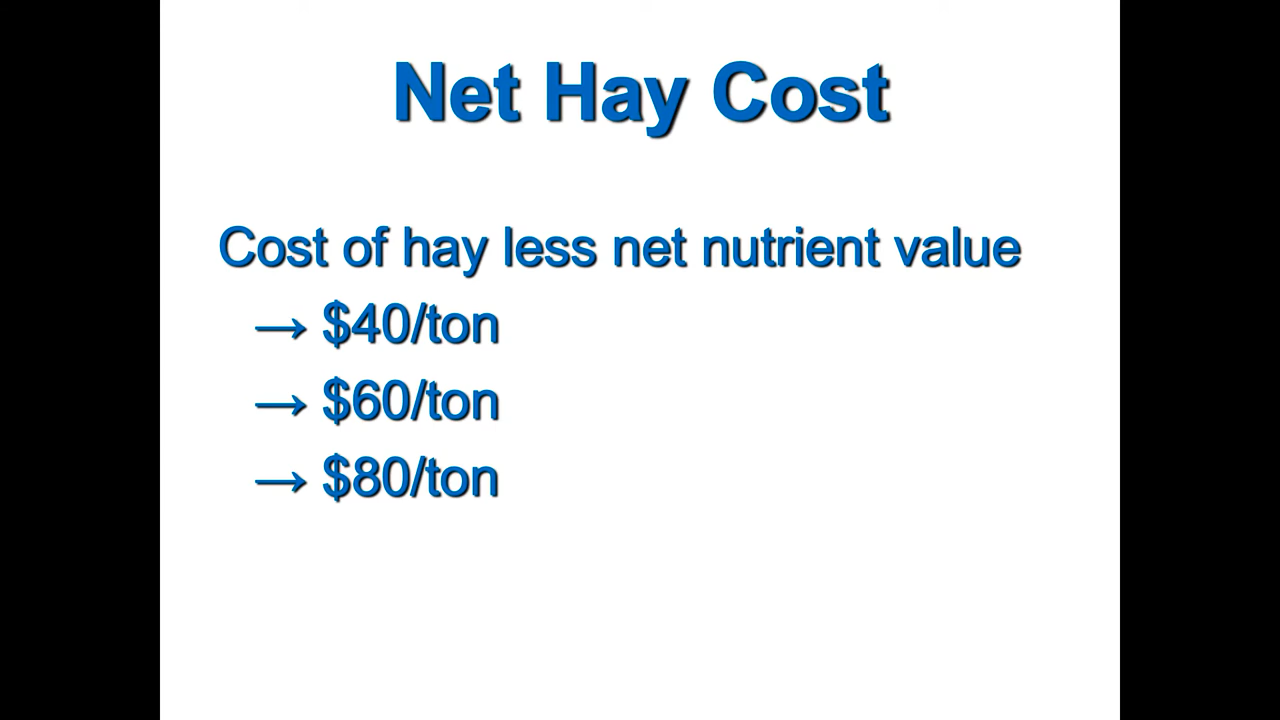 Net Hay Cost
Cost of hay less net nutrient value
→ $40/ton
→ $60/ton
→ $80/ton